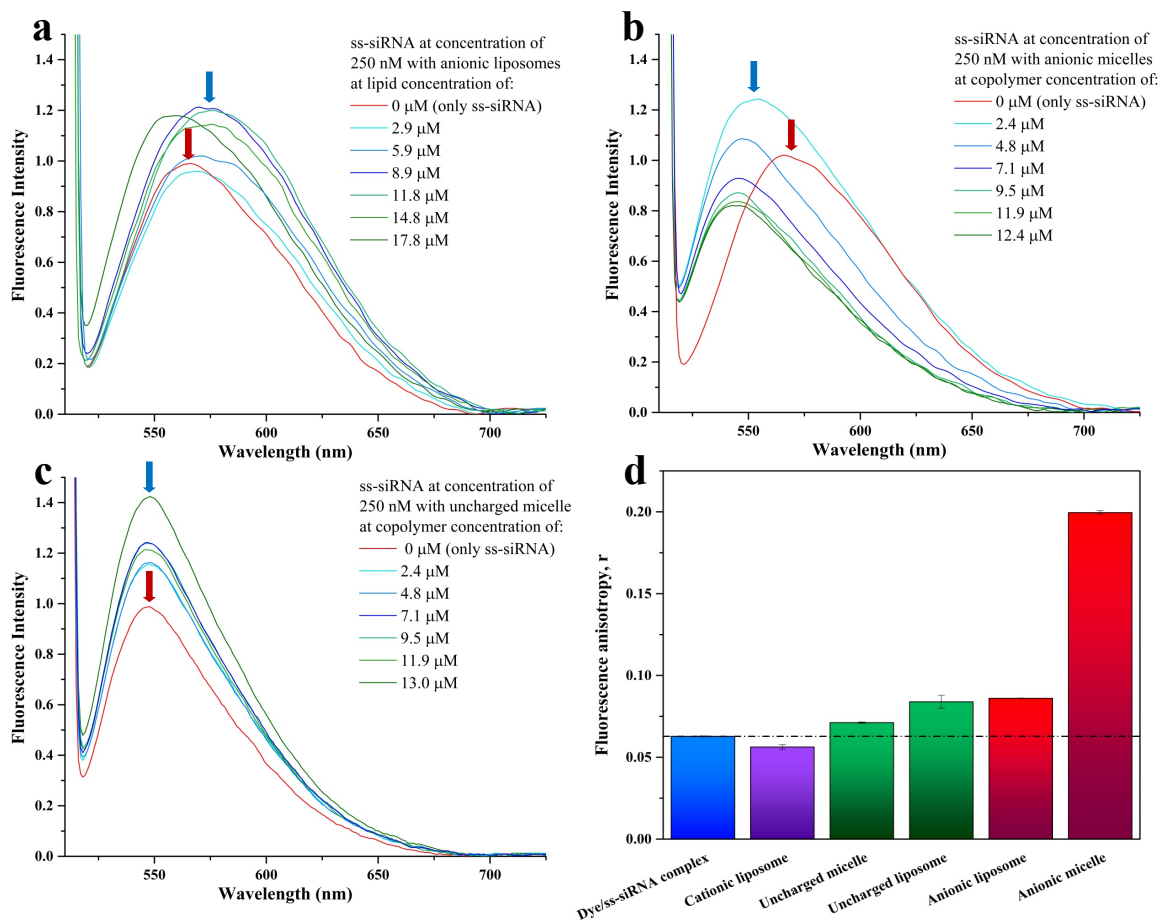 a
ss-siRNA at concentration of
250 nM with anionic liposomes
at lipid concentration of:
0 μM (only ss-siRNA)
2.9 μM
5.9 μM
8.9 μM
11.8 μM
14.8 μM
17.8 μM
1.4
1.2
1.0
0.8
0.6
0.4
0.2
0.0
Fluorescence Intensity
550
600
650
700
Wavelength (nm)
b
ss-siRNA at concentration of
250 nM with anionic micelles
at copolymer concentration of:
0 μM (only ss-siRNA)
2.4 μM
4.8 μM
7.1 μM
9.5 μM
11.9 μM
12.4 μM
1.4
1.2
1.0
0.8
0.6
0.4
0.2
0.0
Fluorescence Intensity
550
600
650
700
Wavelength (nm)
c
ss-siRNA at concentration of
250 nM with uncharged micelle
at copolymer concentration of:
0 μM (only ss-siRNA)
2.4 μM
4.8 μM
7.1 μM
9.5 μM
11.9 μM
13.0 μM
1.4
1.2
1.0
0.8
0.6
0.4
0.2
0.0
Fluorescence Intensity
550
600
650
700
Wavelength (nm)
d
0.20
0.15
0.10
0.05
0.00
Fluorescence anisotropy, r
Dye/ss-siRNA complex
Cationic liposome
Uncharged micelle
Uncharged liposome
Anionic liposome
Anionic micelle